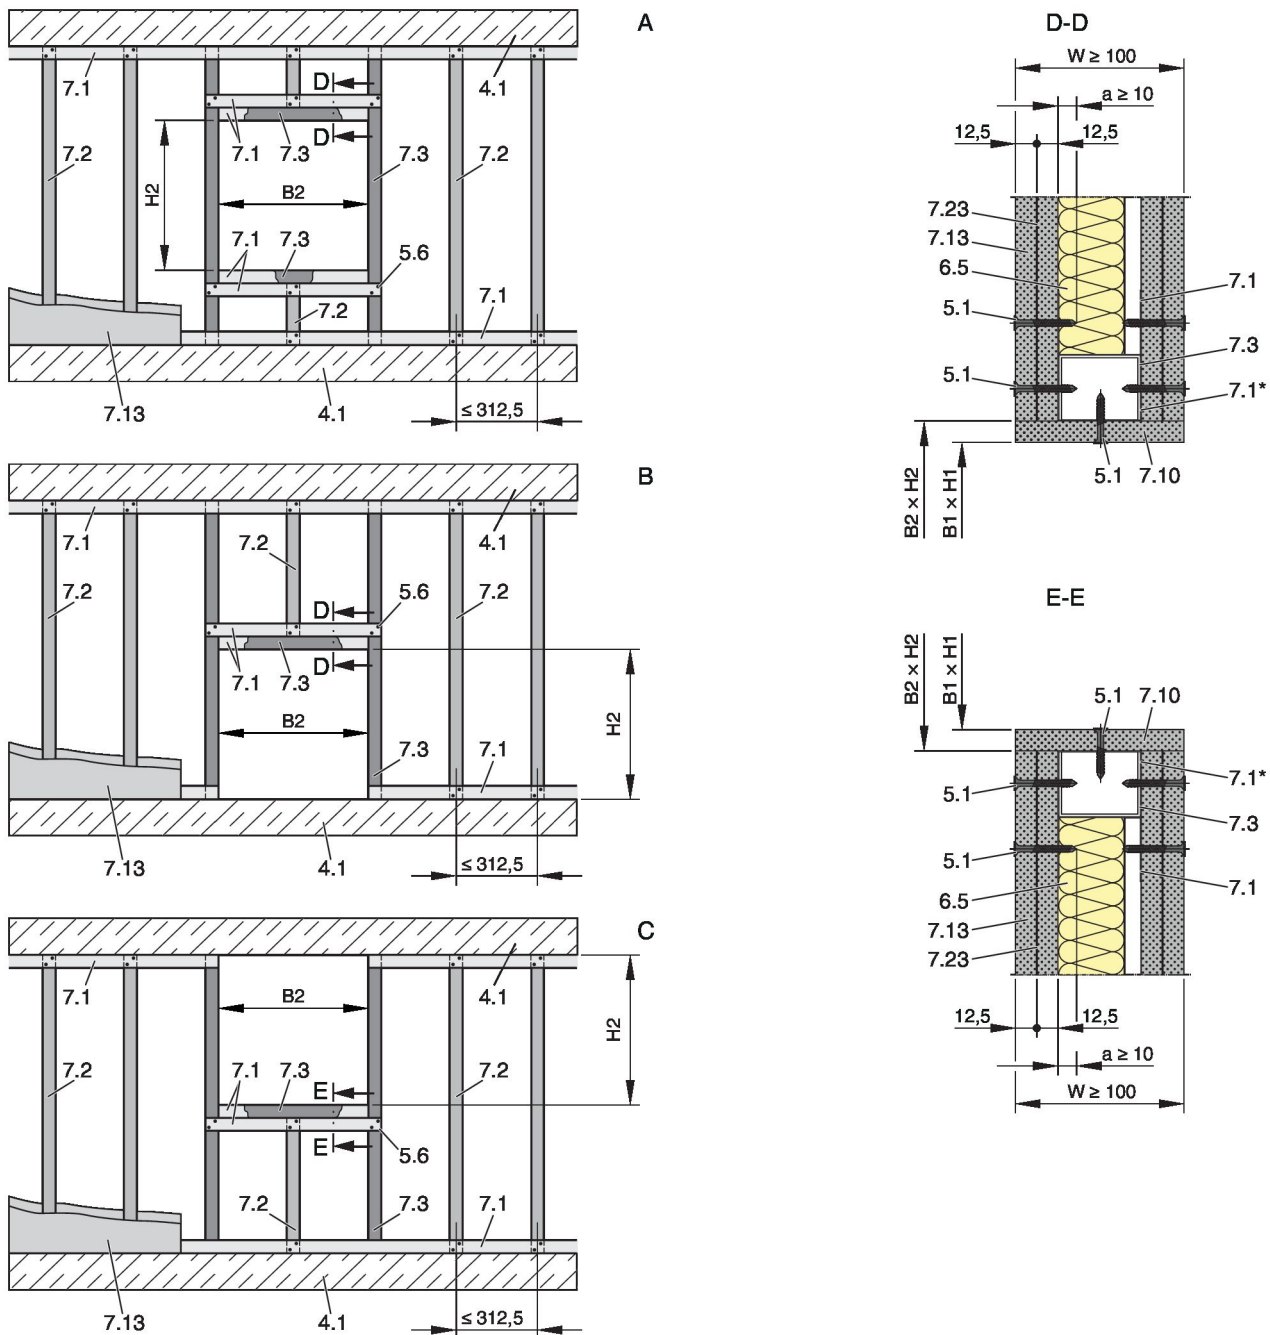 A
7.1
D
4.1
7.1
7.3
D
7.2
7.3
7.2
H2
B2
7.1
7.3
5.6
7.2
7.1
7.13
4.1
≤ 312,5
B
7.1
7.2
4.1
7.2
D
5.6
7.2
7.1
7.3
D
B2
H2
7.3
7.1
7.13
4.1
≤ 312,5
C
7.1
4.1
B2
H2
7.2
7.1
7.3
E
7.2
E
5.6
7.2
7.3
7.1
7.13
4.1
≤ 312,5
D-D
W ≥ 100
a ≥ 10
12,5
12,5
7.23
7.13
6.5
7.1
5.1
7.3
5.1
7.1*
5.1
7.10
B2 × H2
B1 × H1
E-E
B2 × H2
B1 × H1
5.1
7.10
7.1*
5.1
7.3
5.1
7.1
6.5
7.13
7.23
12,5
12,5
a ≥ 10
W ≥ 100